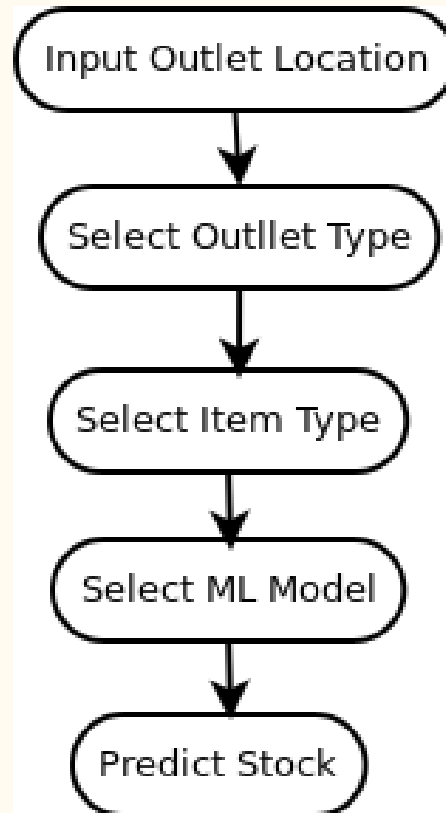 Input Outlet Location
Select Outllet Type
Select Item Type
Select ML Model
Predict Stock